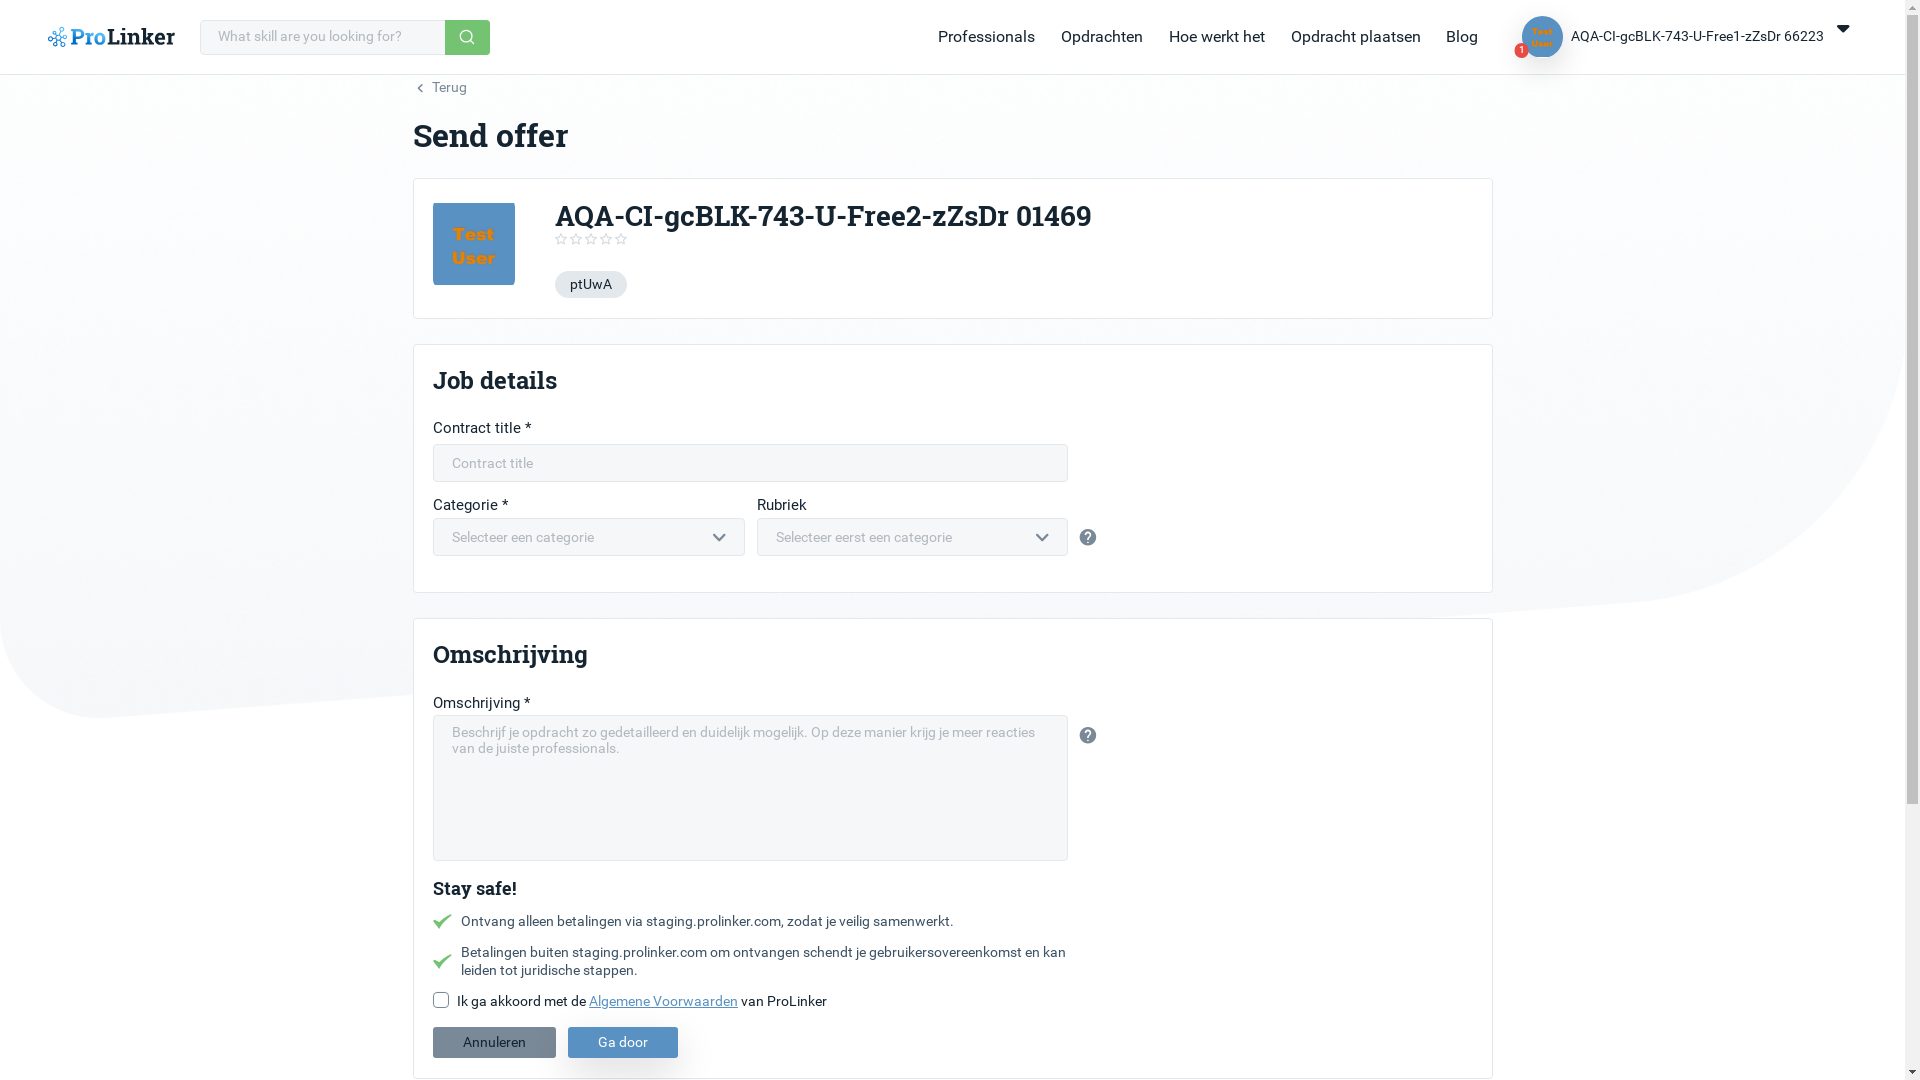 ProLinker
What skill are you looking for?
Professionals
Opdrachten
Hoe werkt het
Opdracht plaatsen
Blog
Test
User
1
AQA-CI-gcBLK-743-U-Free1-zZsDr 66223
Terug
Send offer
Test
User
AQA-CI-gcBLK-743-U-Free2-zZsDr 01469
ptUwA
Job details
Contract title *
Contract title
Categorie *
Rubriek
Selecteer een categorie
Selecteer eerst een categorie
?
Omschrijving
Omschrijving *
Beschrijf je opdracht zo gedetailleerd en duidelijk mogelijk. Op deze manier krijg je meer reacties
van de juiste professionals.
?
Stay safe!
Ontvang alleen betalingen via staging.prolinker.com, zodat je veilig samenwerkt.
Betalingen buiten staging.prolinker.com om ontvangen schendt je gebruikersovereenkomst en kan
leiden tot juridische stappen.
Ik ga akkoord met de Algemene Voorwaarden van ProLinker
Annuleren
Ga door